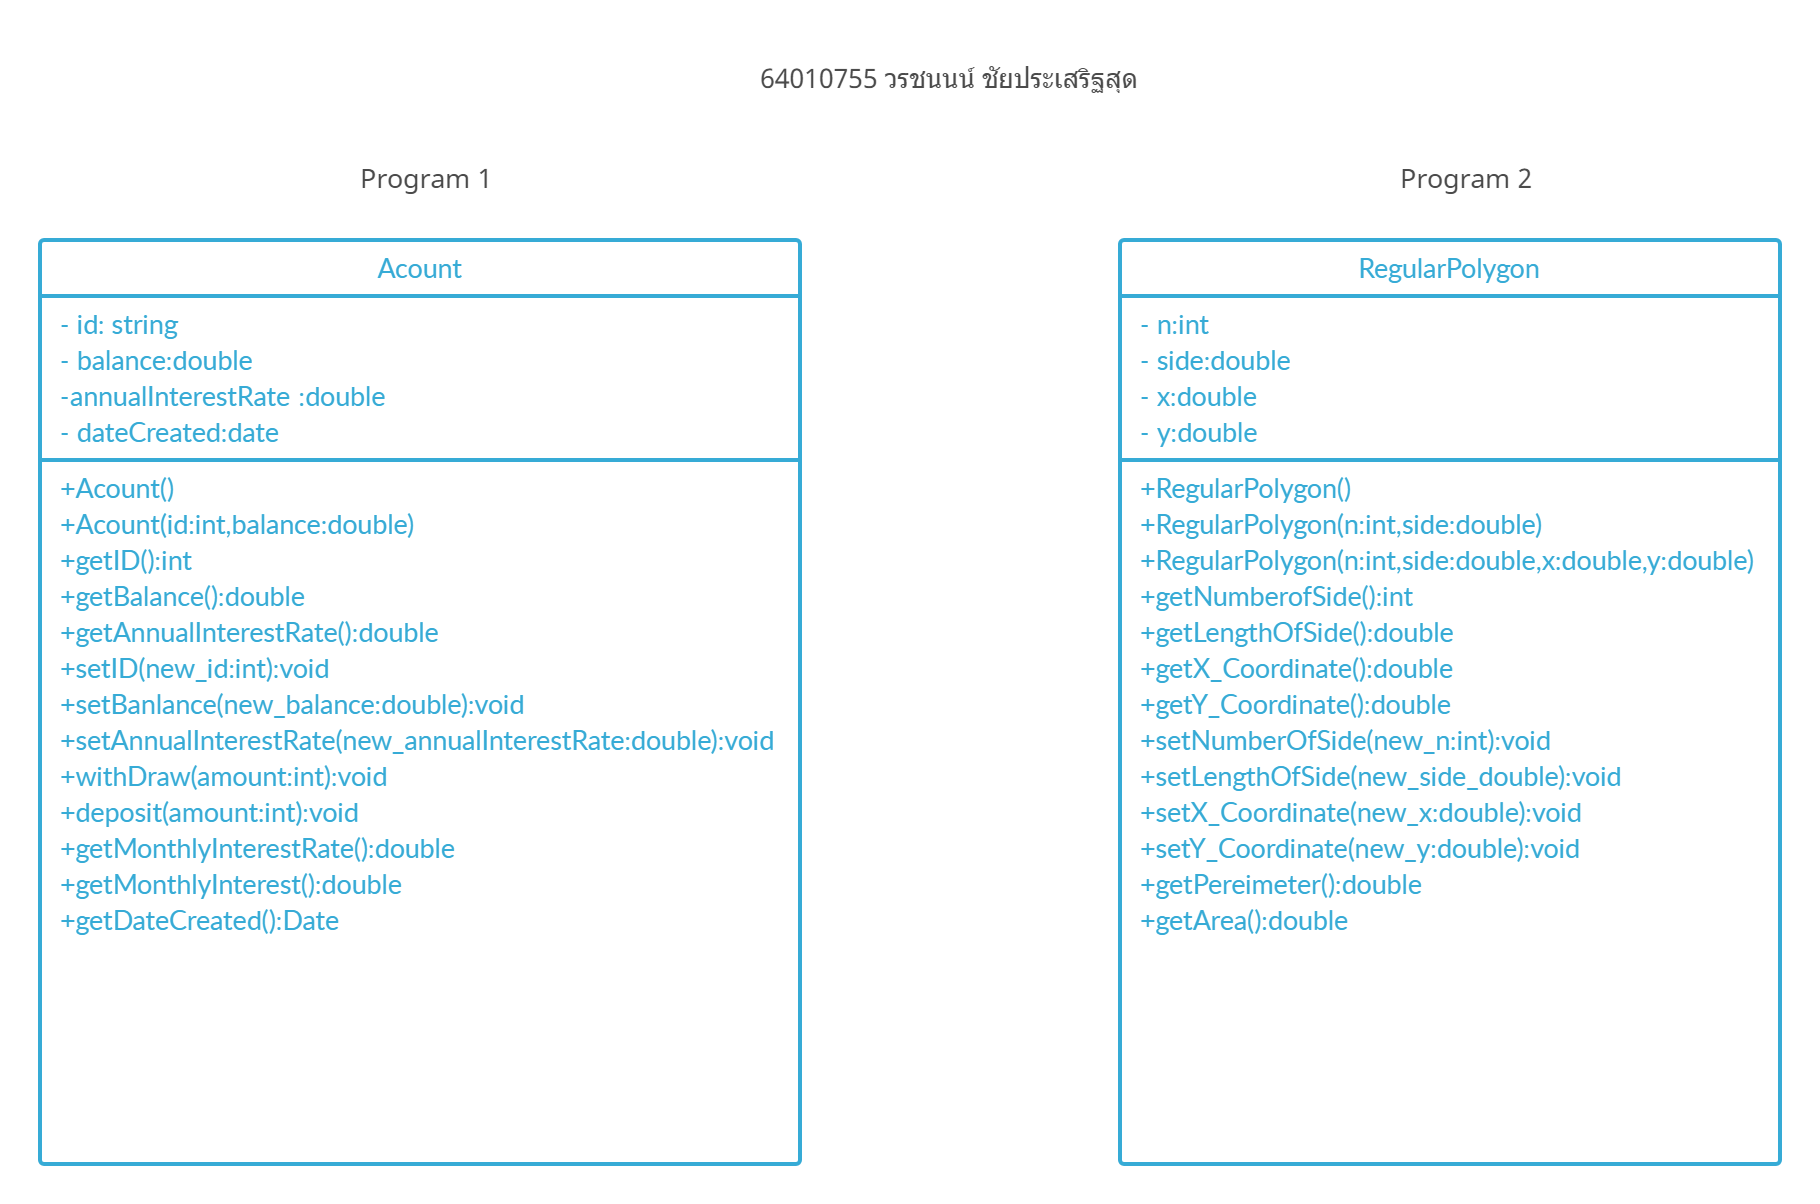 64010755 วรชนนน์ ชัยประเสริฐสุด
Program 1
Acount
- id: string
- balance:double
-annualInterestRate :double
- dateCreated:date
+Acount()
+Acount(id:int,balance:double)
+getID():int
+getBalance():double
+getAnnualInterestRate():double
+setID(new_id:int):void
+setBanlance(new_balance:double):void
+setAnnualInterestRate(new_annualInterestRate:double):void
+withDraw(amount:int):void
+deposit(amount:int):void
+getMonthlyInterestRate():double
+getMonthlyInterest():double
+getDateCreated():Date
Program 2
RegularPolygon
- n:int
- side:double
- x:double
- y:double
+RegularPolygon()
+RegularPolygon(n:int,side:double)
+RegularPolygon(n:int,side:double,x:double,y:double)
+getNumberofSide():int
+getLengthOfSide():double
+getX_Coordinate():double
+getY_Coordinate():double
+setNumberOfSide(new_n:int):void
+setLengthOfSide(new_side_double):void
+setX_Coordinate(new_x:double):void
+setY_Coordinate(new_y:double):void
+getPereimeter():double
+getArea():double